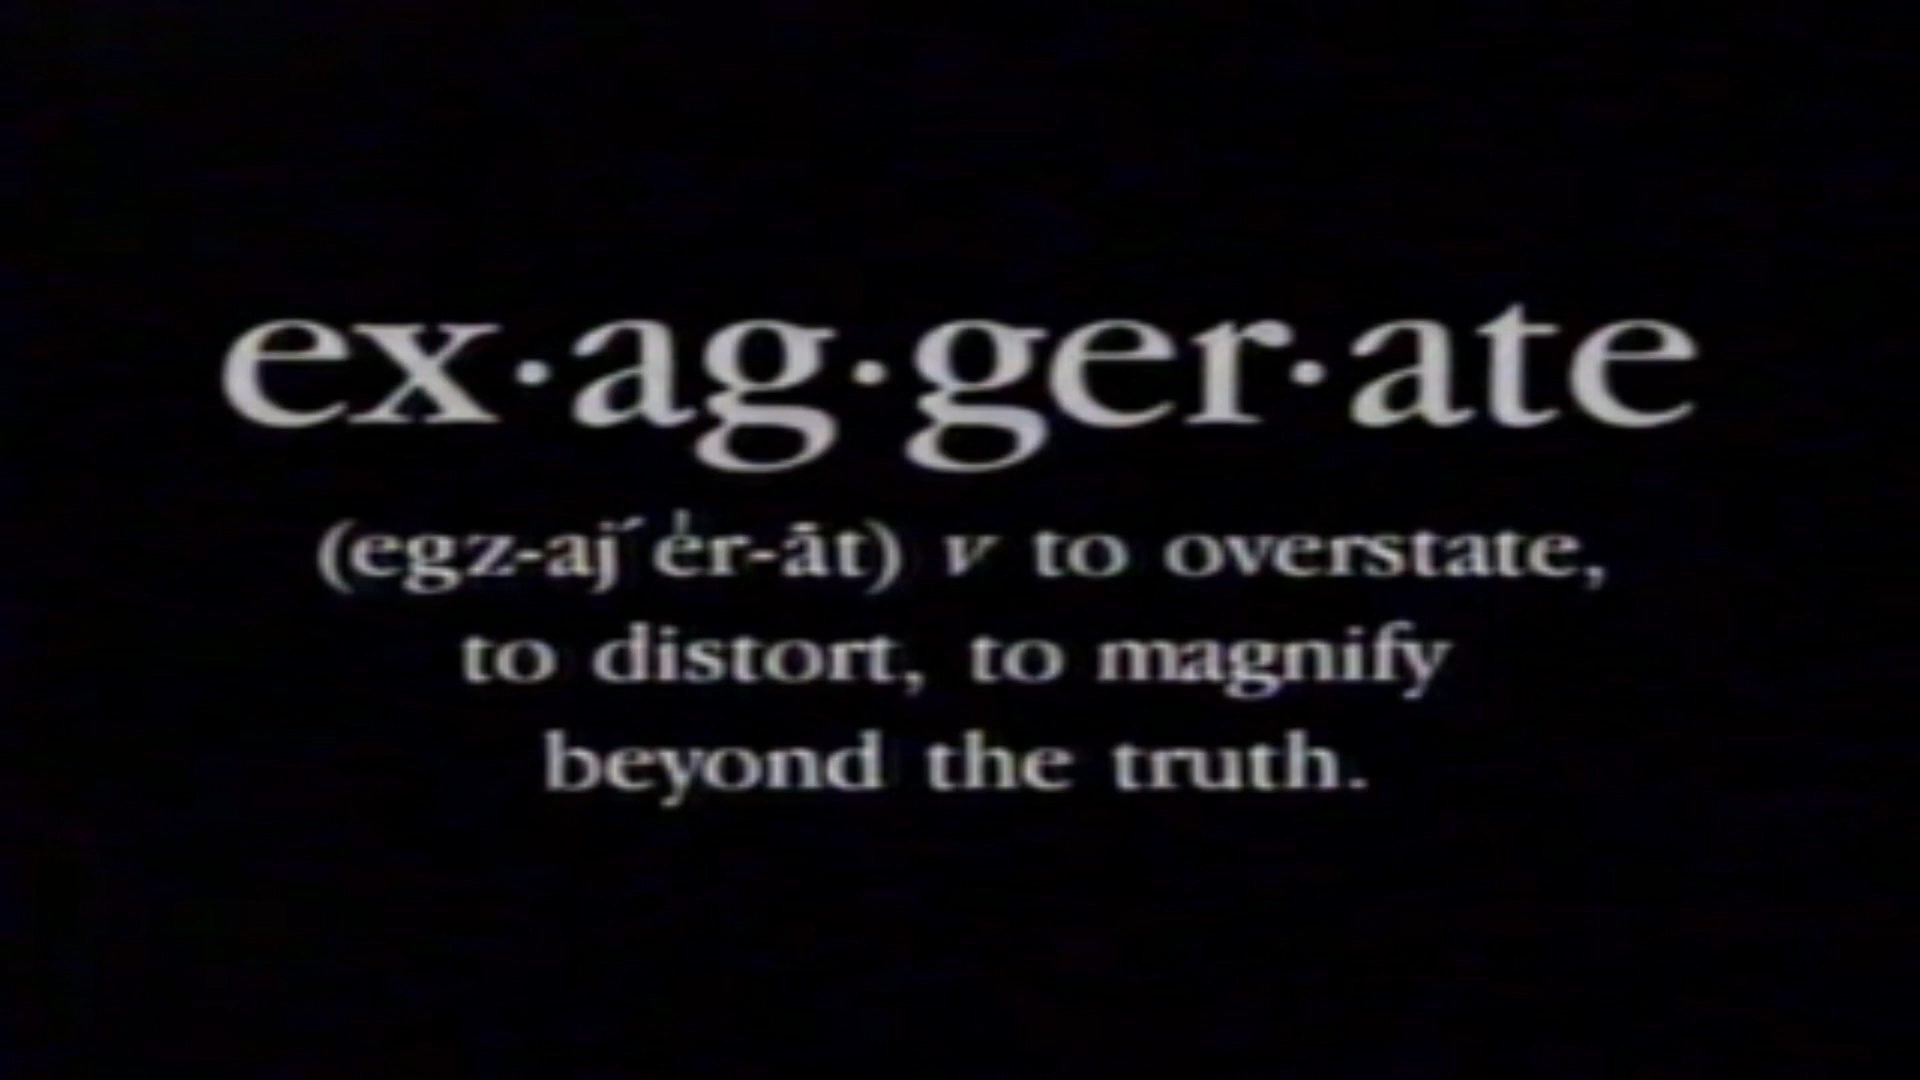 ex·ag·ger·ate
(egz-aj´ėr-āt) v to overstate,
to distort, to magnify
beyond the truth.